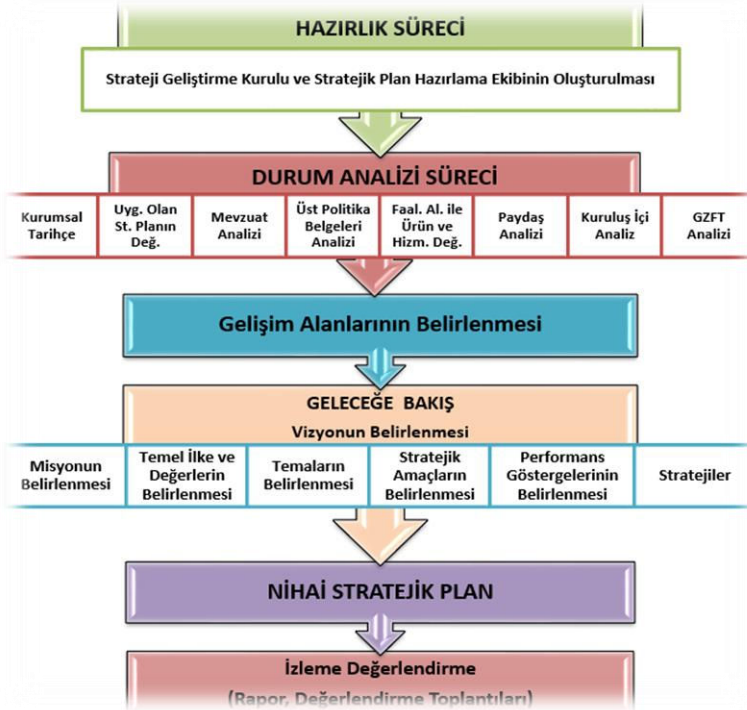 HAZIRLIK SÜRECİ
Strateji Geliştirme Kurulu ve Stratejik Plan Hazırlama Ekibinin Oluşturulması
DURUM ANALİZİ SÜRECİ
Kurumsal
Tarihçe
Uyg. Olan
St. Planın
Değ.
Mevzuat
Analizi
Üst Politika
Belgeleri
Analizi
Faal. Al. ile
Ürün ve
Hizm. Değ.
Paydaş
Analizi
Kuruluş İçi
Analiz
GZFT
Analizi
Gelişim Alanlarının Belirlenmesi
GELECEĞE BAKIŞ
Vizyonun Belirlenmesi
Misyonun
Belirlenmesi
Temel İlke ve
Değerlerin
Belirlenmesi
Temaların
Belirlenmesi
Stratejik
Amaçların
Belirlenmesi
Performans
Göstergelerinin
Belirlenmesi
Stratejiler
NİHAİ STRATEJİK PLAN
İzleme Değerlendirme
(Rapor, Değerlendirme Toplantıları)